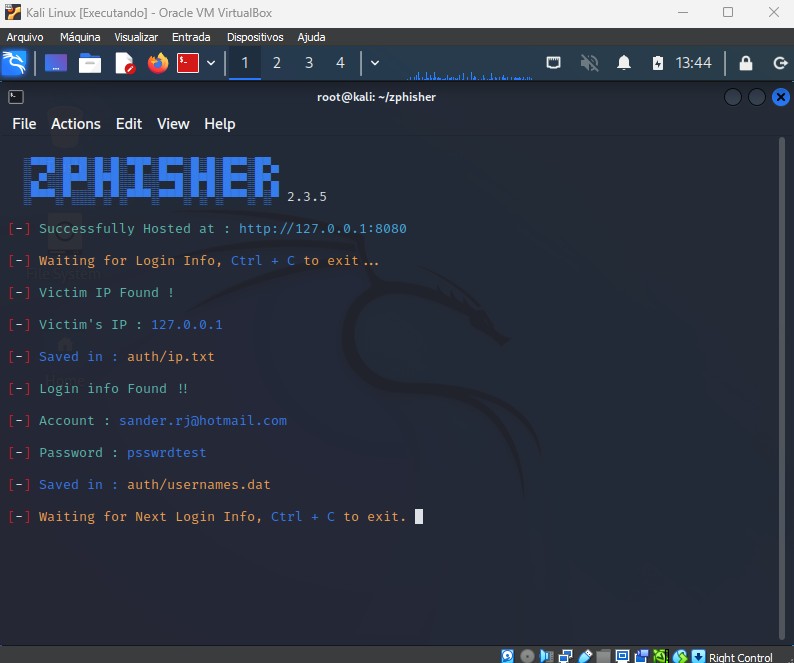 Kali Linux [Executando] - Oracle VM VirtualBox
Arquivo Máquina Visualizar Entrada Dispositivos Ajuda
1 2 3 4 13:44
root@kali: ~/zphisher
File Actions Edit View Help
ZPHISHER 2.3.5
[-] Successfully Hosted at : http://127.0.0.1:8080
[-] Waiting for Login Info, Ctrl + C to exit...
[-] Victim IP Found !
[-] Victim's IP : 127.0.0.1
[-] Saved in : auth/ip.txt
[-] Login info Found !!
[-] Account : sander.rj@hotmail.com
[-] Password : psswrdtest
[-] Saved in : auth/usernames.dat
[-] Waiting for Next Login Info, Ctrl + C to exit.
Right Control